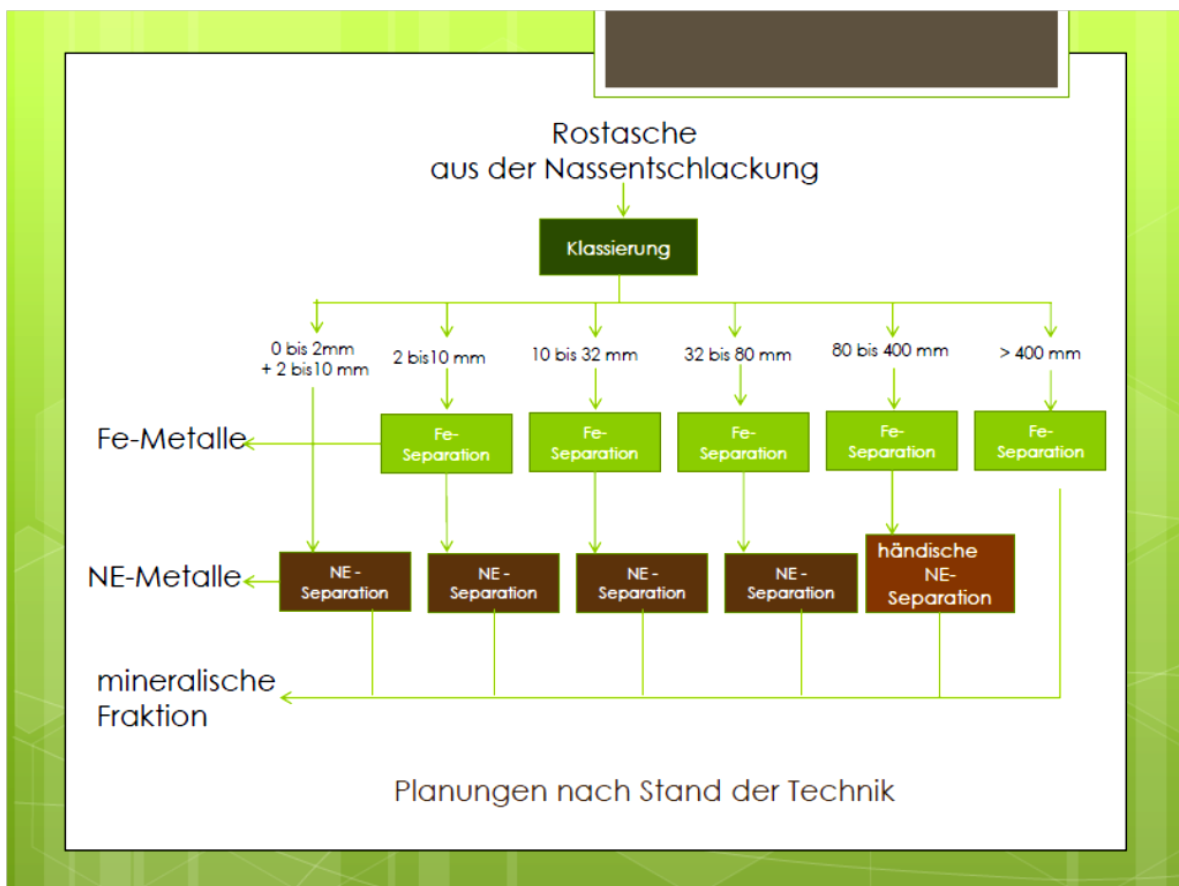 Rostasche
aus der Nassentschlackung
Klassierung
0 bis 2mm
+ 2 bis10 mm
2 bis10 mm
10 bis 32 mm
32 bis 80 mm
80 bis 400 mm
> 400 mm
Fe-Metalle
Fe-
Separation
Fe-
Separation
Fe-
Separation
Fe-
Separation
Fe-
Separation
NE-Metalle
NE -
Separation
NE -
Separation
NE -
Separation
NE -
Separation
händische
NE-
Separation
mineralische
Fraktion
Planungen nach Stand der Technik